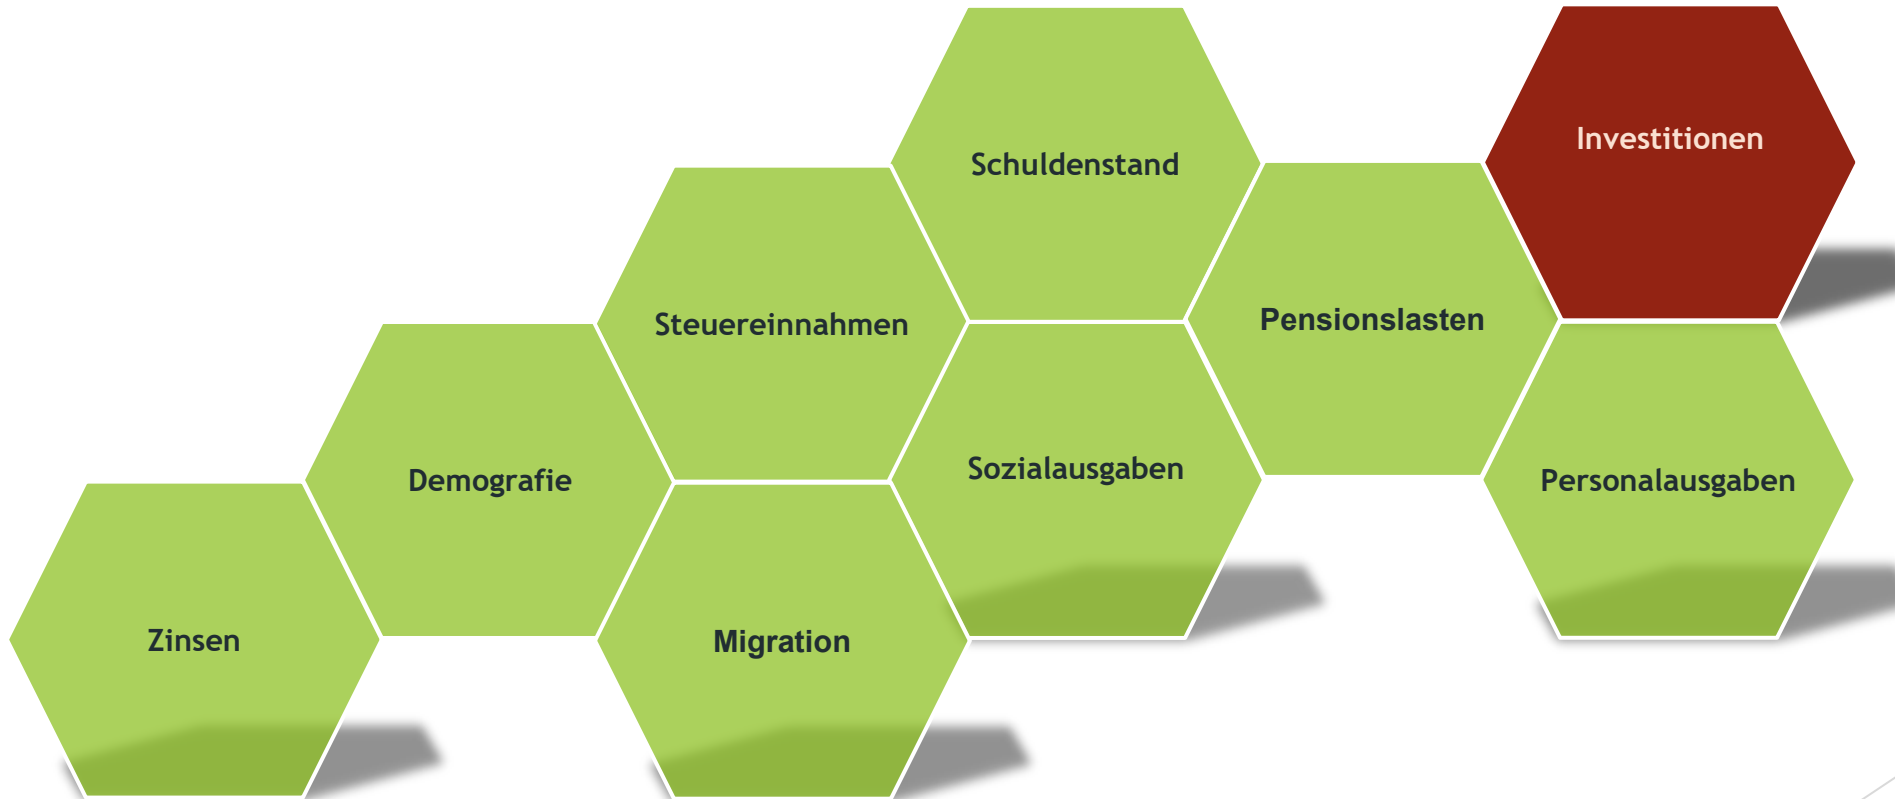 Investitionen
Schuldenstand
Pensionslasten
Steuereinnahmen
Sozialausgaben
Personalausgaben
Demografie
Zinsen
Migration